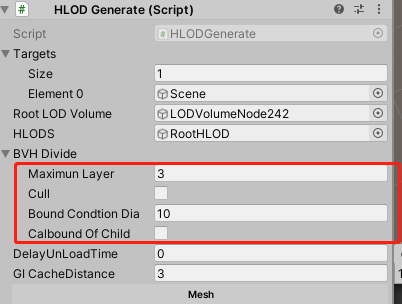 HLOD Generate (Script)
Script HLODGenerate
Targets
Size 1
Element 0 Scene
Root LOD Volume LODVolumeNode242
HLODS RootHLOD
BVH Divide
Maximun Layer 3
Cull
Bound Condtion Dia 10
Calbound Of Child
DelayUnLoadTime 0
GI CacheDistance 3
Mesh